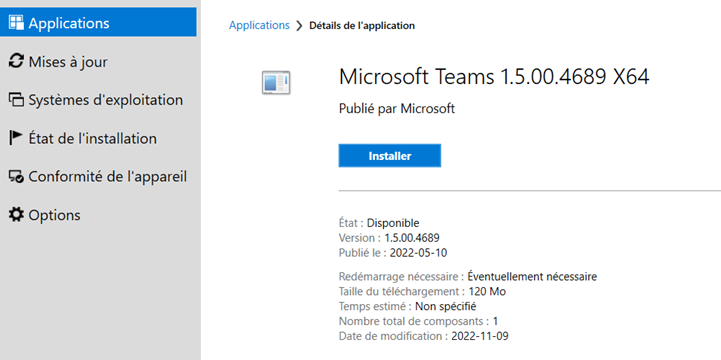 Applications
Mises à jour
Systèmes d'exploitation
État de l'installation
Conformité de l'appareil
Options
Applications > Détails de l'application
Microsoft Teams 1.5.00.4689 X64
Publié par Microsoft
Installer
État : Disponible
Version : 1.5.00.4689
Publié le : 2022-05-10
Redémarrage nécessaire : Éventuellement nécessaire
Taille du téléchargement : 120 Mo
Temps estimé : Non spécifié
Nombre total de composants : 1
Date de modification : 2022-11-09